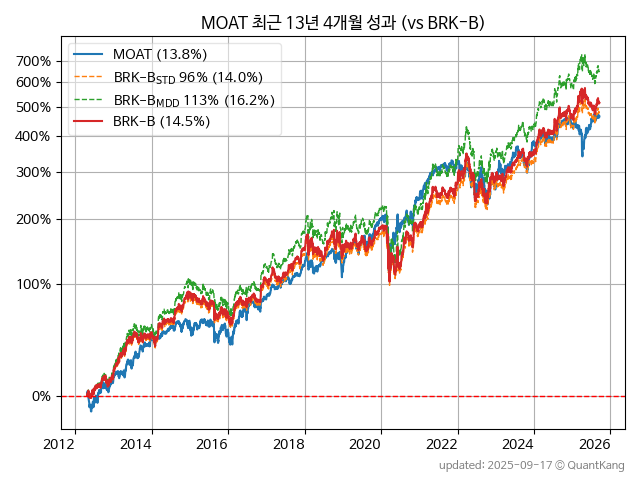 MOAT 최근 13년 4개월 성과 (vs BRK-B)
MOAT (13.8%)
BRK-B_STD 96% (14.0%)
BRK-B_MDD 113% (16.2%)
BRK-B (14.5%)
700%
600%
500%
400%
300%
200%
100%
0%
2012 2014 2016 2018 2020 2022 2024 2026
updated: 2025-09-17 © QuantKang